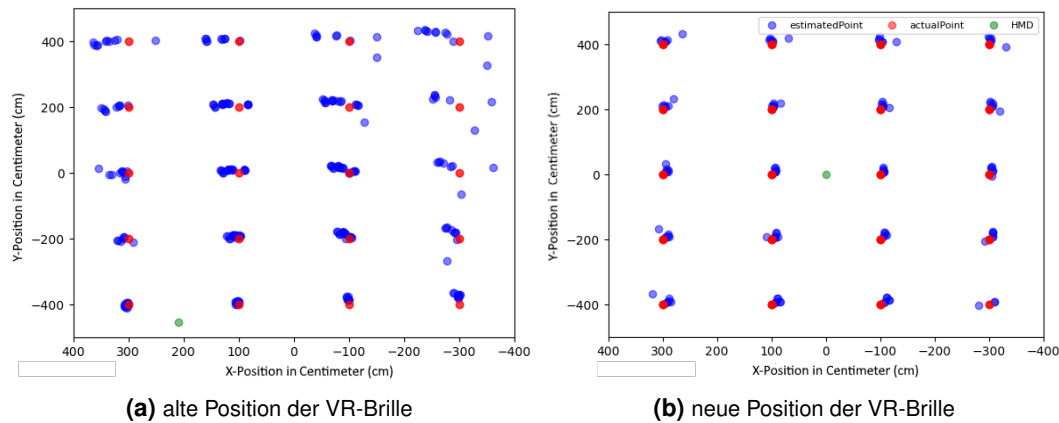 estimatedPoint actualPoint HMD
400
200
0
−200
−400
Y-Position in Centimeter (cm)
400 300 200 100 0 −100 −200 −300 −400
X-Position in Centimeter (cm)
(a) alte Position der VR-Brille
400
200
0
−200
−400
Y-Position in Centimeter (cm)
400 300 200 100 0 −100 −200 −300 −400
X-Position in Centimeter (cm)
(b) neue Position der VR-Brille